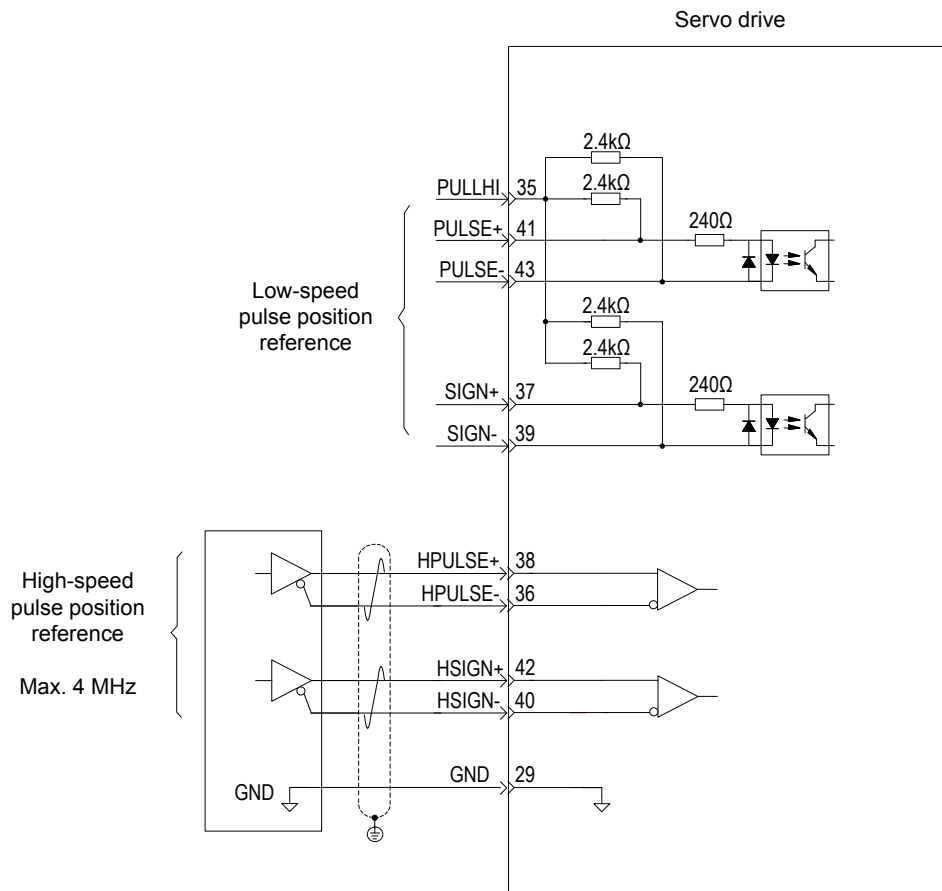 Servo drive
2.4kΩ
PULLHI 35
2.4kΩ
PULSE+ 41
240Ω
PULSE- 43
Low-speed
pulse position
reference
2.4kΩ
2.4kΩ
SIGN+ 37
240Ω
SIGN- 39
High-speed
pulse position
reference
Max. 4 MHz
HPULSE+ 38
HPULSE- 36
HSIGN+ 42
HSIGN- 40
GND
GND 29